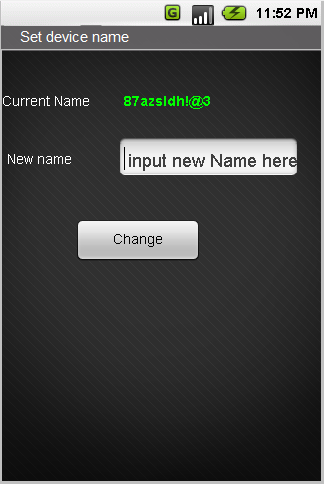 G 11:52 PM
Set device name
Current Name 87azsldh!@3
New name input new Name here
Change